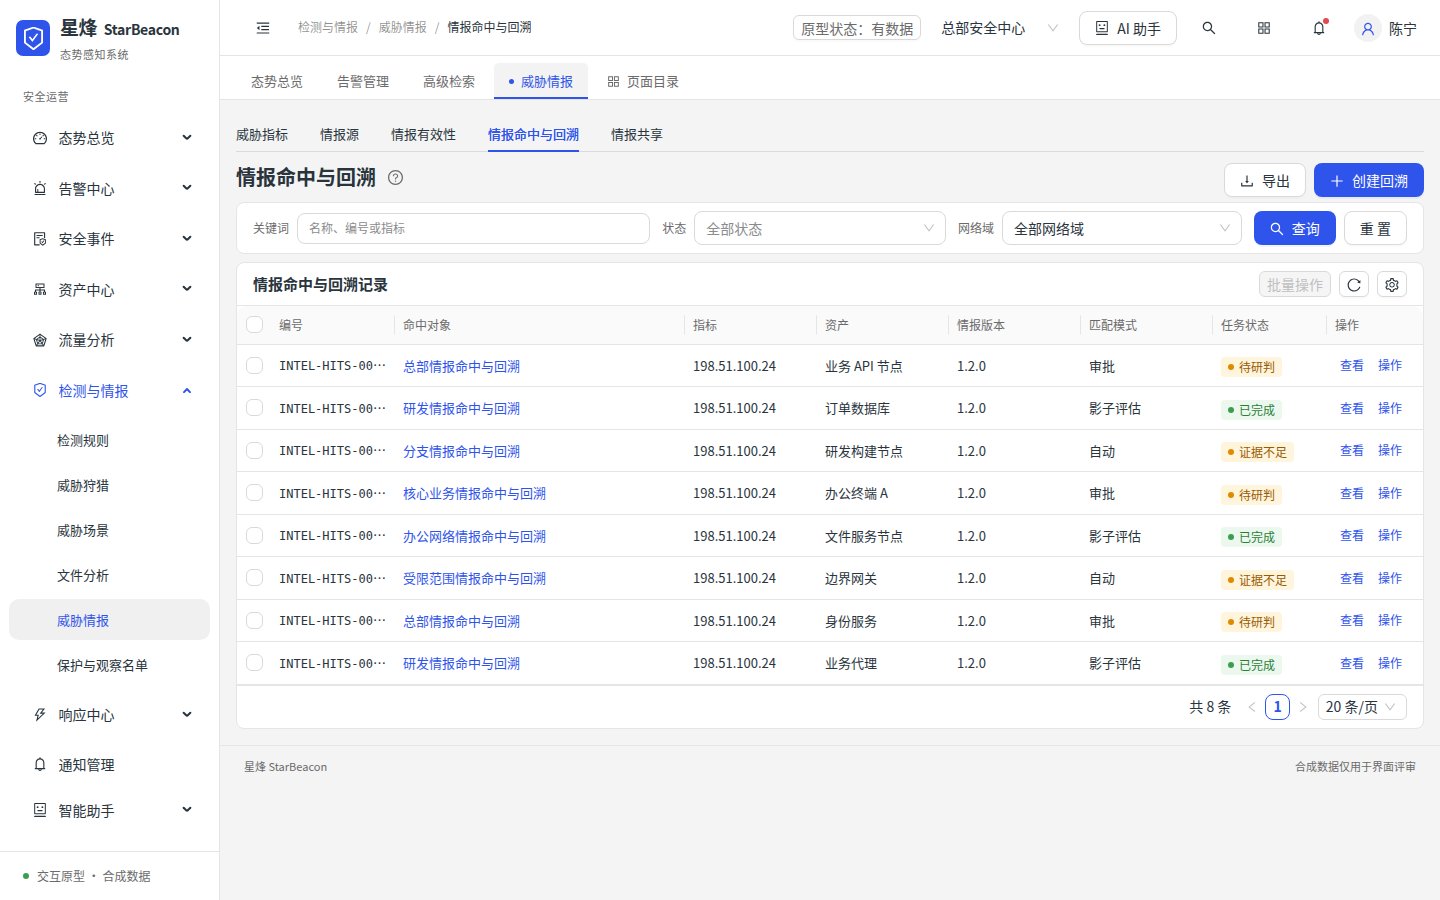 星烽 StarBeacon
态势感知系统
安全运营
态势总览
告警中心
安全事件
资产中心
流量分析
检测与情报
检测规则
威胁狩猎
威胁场景
文件分析
威胁情报
保护与观察名单
响应中心
通知管理
智能助手
交互原型 · 合成数据
检测与情报 / 威胁情报 / 情报命中与回溯
原型状态：有数据
总部安全中心
AI 助手
陈宁
态势总览 告警管理 高级检索 威胁情报 页面目录
威胁指标 情报源 情报有效性 情报命中与回溯 情报共享
情报命中与回溯
导出
创建回溯
关键词 名称、编号或指标 状态 全部状态 网络域 全部网络域 查询 重 置
情报命中与回溯记录
批量操作
编号 命中对象 指标 资产 情报版本 匹配模式 任务状态 操作
INTEL-HITS-00··· 总部情报命中与回溯 198.51.100.24 业务 API 节点 1.2.0 审批 待研判 查看 操作
INTEL-HITS-00··· 研发情报命中与回溯 198.51.100.24 订单数据库 1.2.0 影子评估 已完成 查看 操作
INTEL-HITS-00··· 分支情报命中与回溯 198.51.100.24 研发构建节点 1.2.0 自动 证据不足 查看 操作
INTEL-HITS-00··· 核心业务情报命中与回溯 198.51.100.24 办公终端 A 1.2.0 审批 待研判 查看 操作
INTEL-HITS-00··· 办公网络情报命中与回溯 198.51.100.24 文件服务节点 1.2.0 影子评估 已完成 查看 操作
INTEL-HITS-00··· 受限范围情报命中与回溯 198.51.100.24 边界网关 1.2.0 自动 证据不足 查看 操作
INTEL-HITS-00··· 总部情报命中与回溯 198.51.100.24 身份服务 1.2.0 审批 待研判 查看 操作
INTEL-HITS-00··· 研发情报命中与回溯 198.51.100.24 业务代理 1.2.0 影子评估 已完成 查看 操作
共 8 条 1 20 条/页
星烽 StarBeacon
合成数据仅用于界面评审